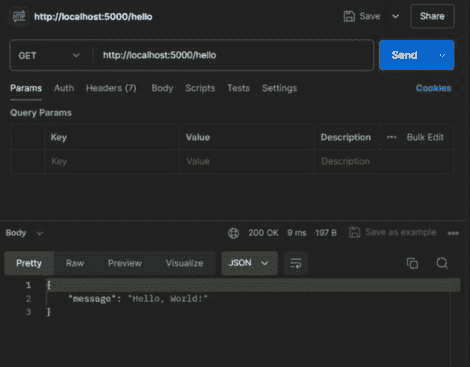 http://localhost:5000/hello Save Share
GET http://localhost:5000/hello Send
Params Auth Headers (7) Body Scripts Tests Settings Cookies
Query Params
Key Value Description Bulk Edit
Key Value Description
Body 200 OK 9 ms 197 B Save as example
Pretty Raw Preview Visualize JSON
1 {
2 "message": "Hello, World!"
3 }